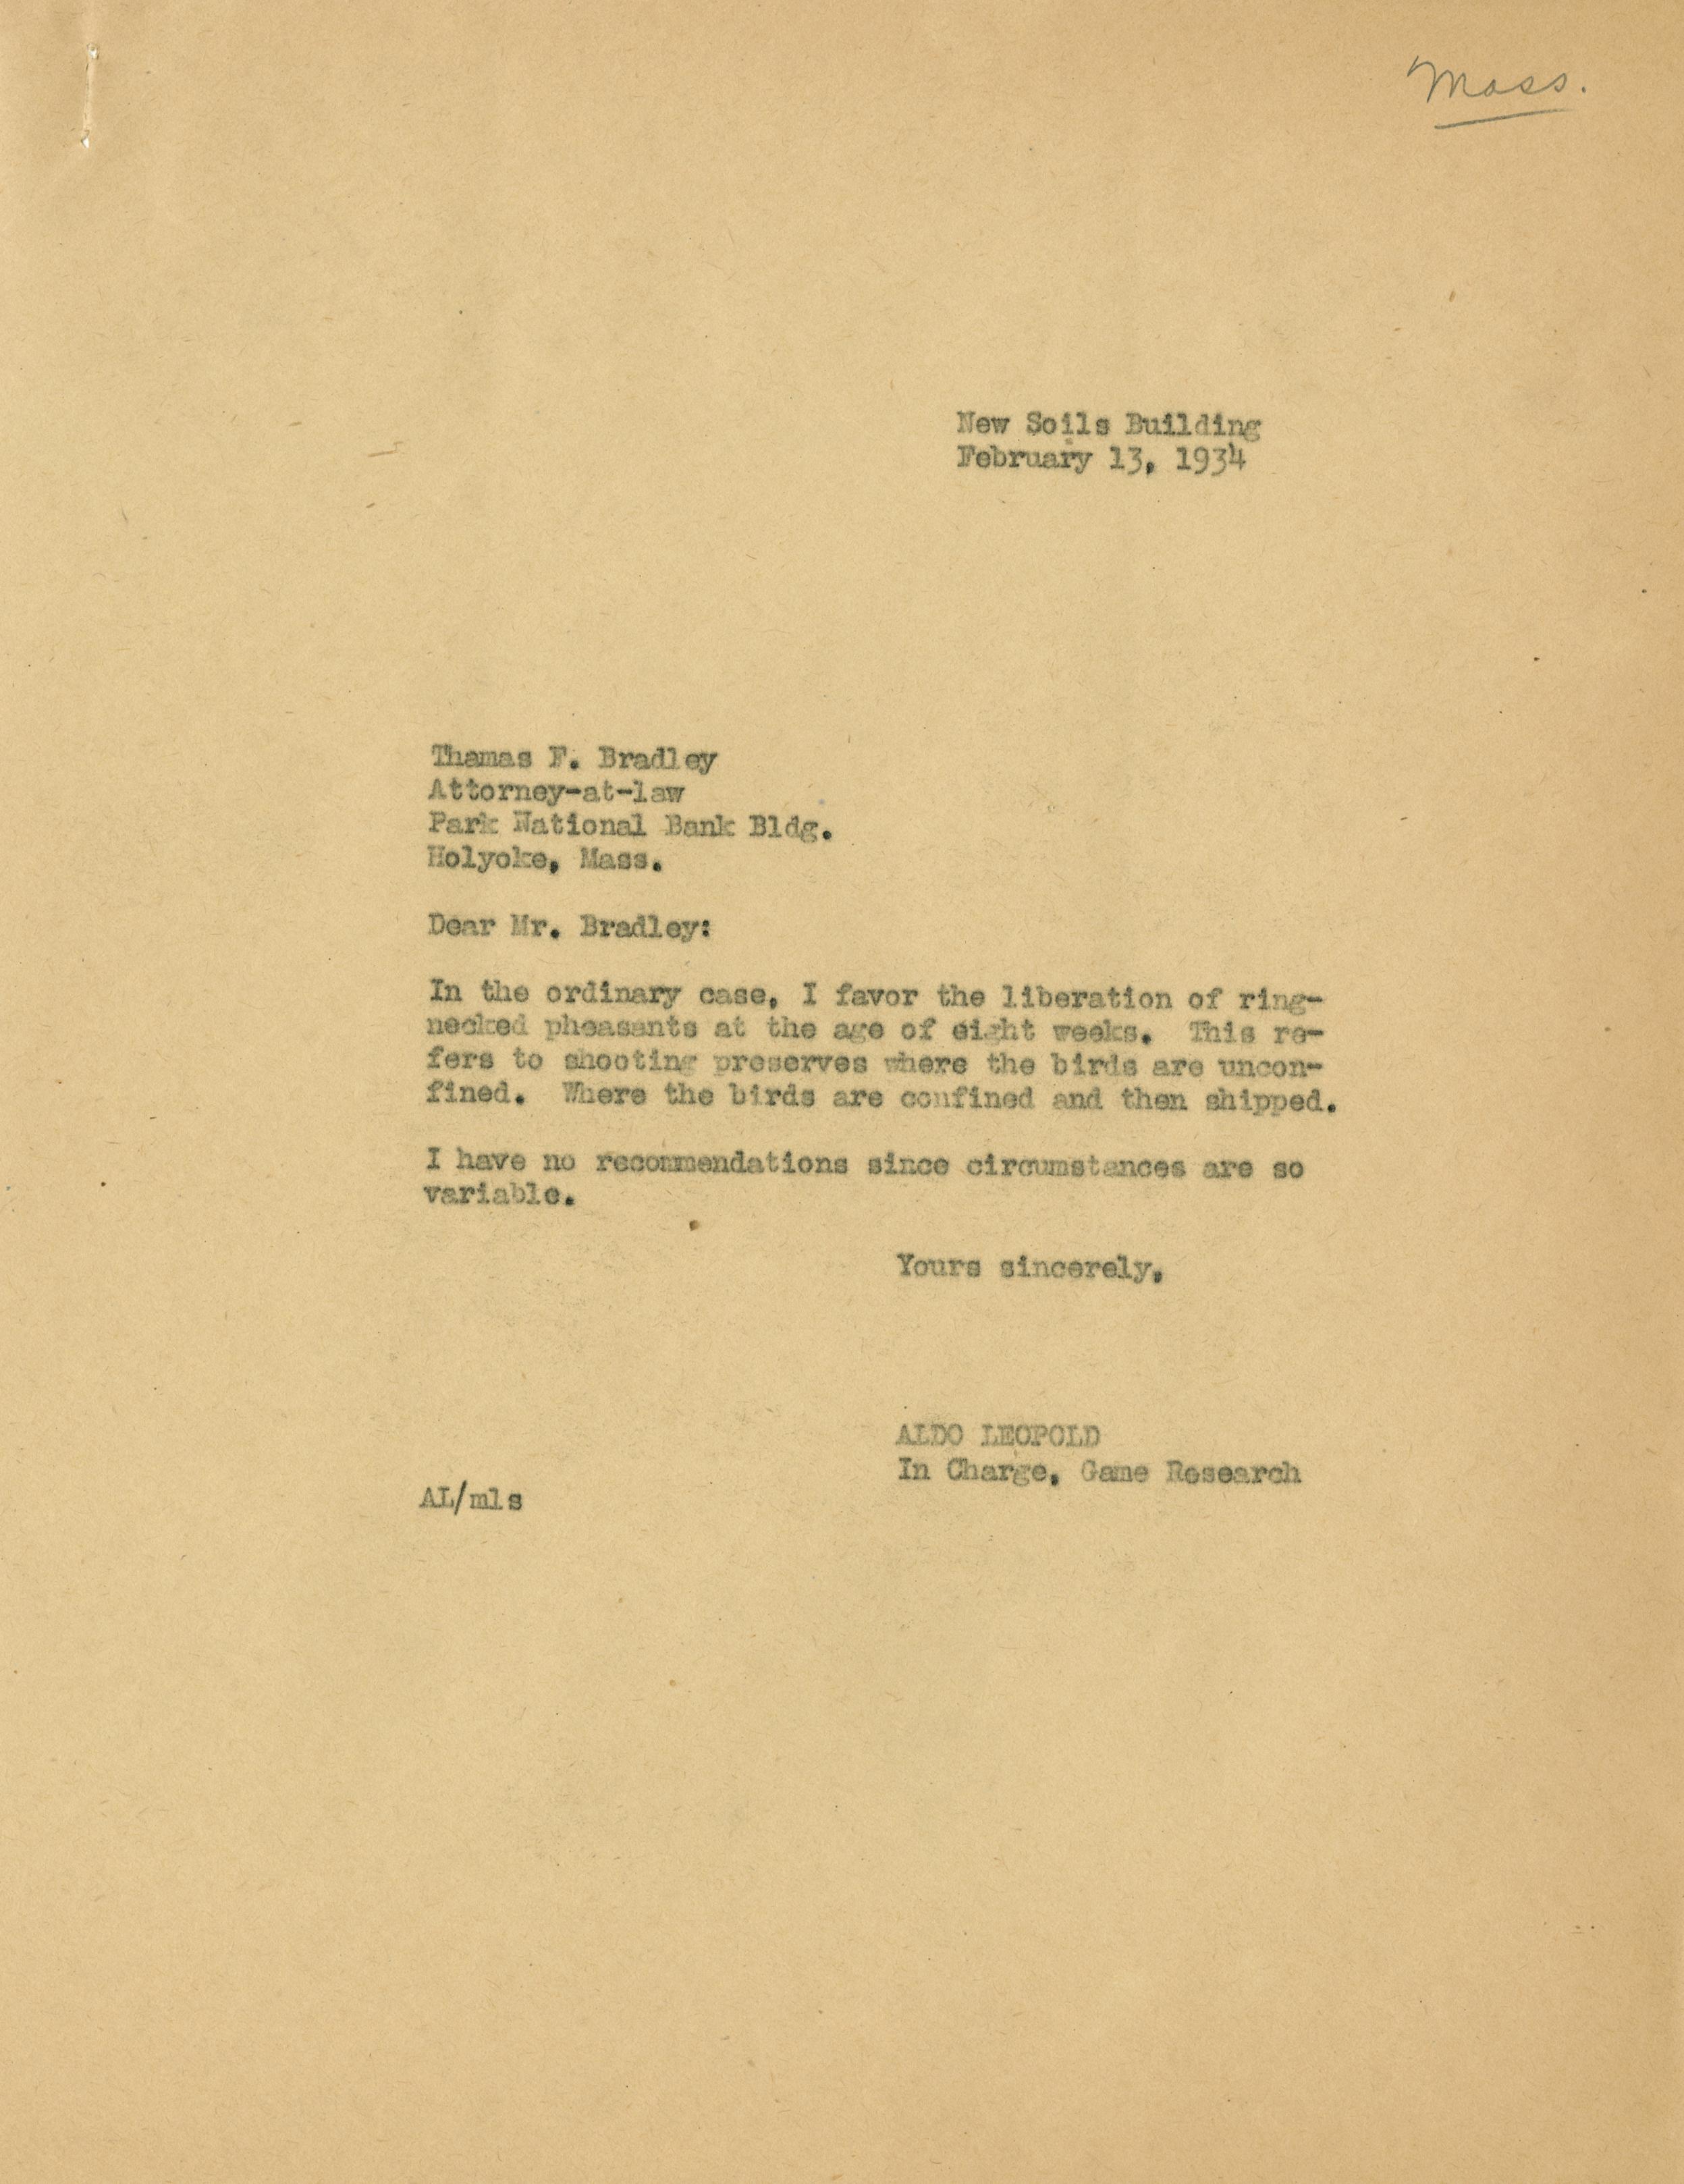 Mass.
New Soils Building
February 13, 1934
Thamas F. Bradley
Attorney-at-law
Park National Bank Bldg.
Holyoke, Mass.
Dear Mr. Bradley:
In the ordinary case, I favor the liberation of ring-
necked pheasants at the age of eight weeks. This re-
fers to shooting preserves where the birds are uncon-
fined. Where the birds are confined and then shipped.
I have no recommendations since circumstances are so
variable.
Yours sincerely,
ALDO LEOPOLD
In Charge, Game Research
AL/mls